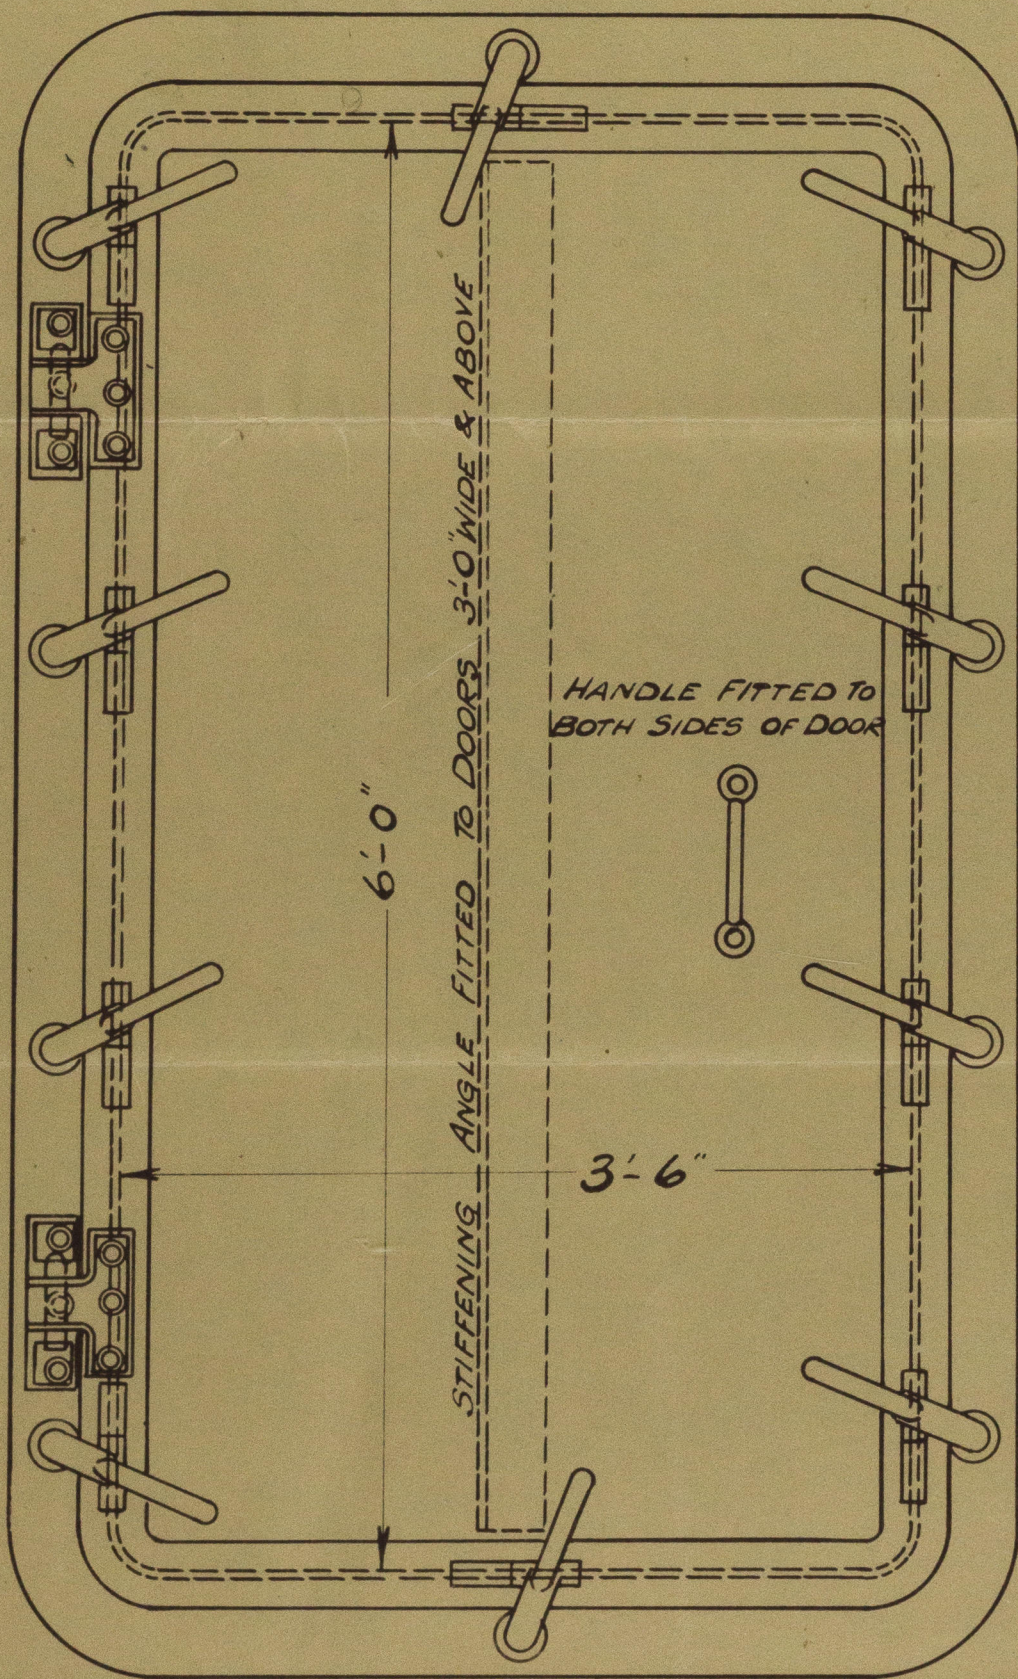 STIFFENING ANGLE FITTED TO DOORS 3'-0" WIDE & ABOVE
HANDLE FITTED TO
BOTH SIDES OF DOOR
6'-0"
3'-6"